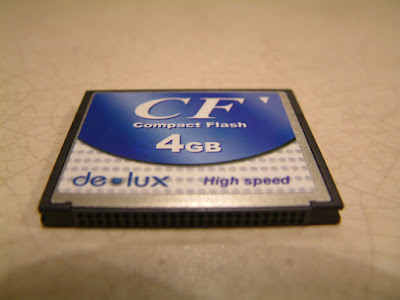 CF
Compact Flash
4GB
de lux High speed